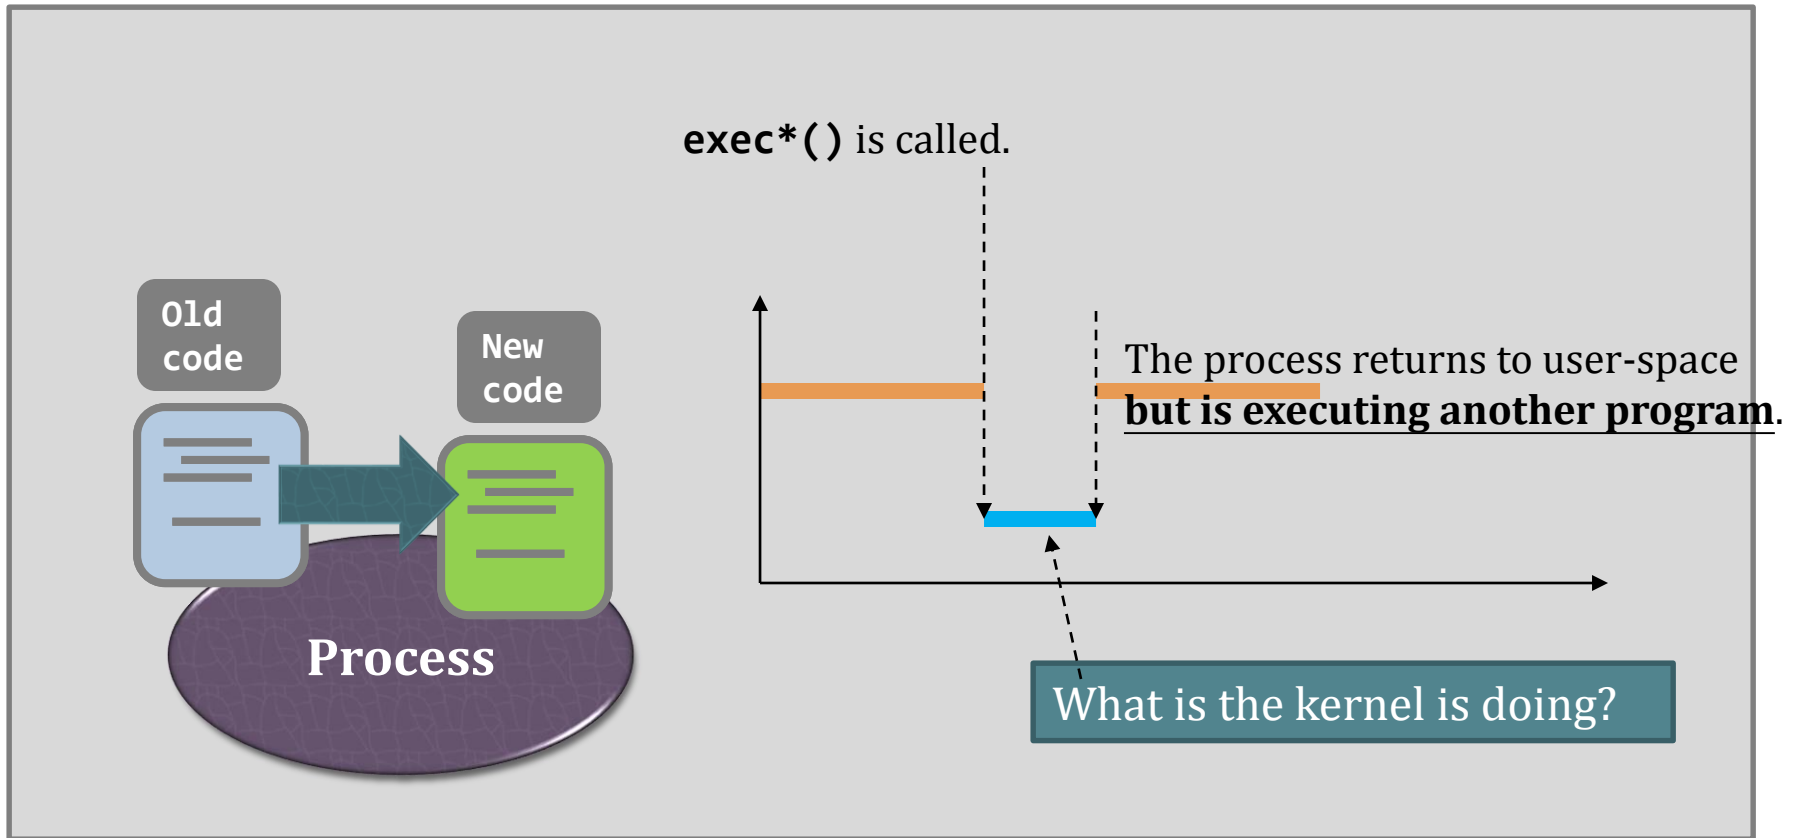 exec*() is called.
Old
code
New
code
The process returns to user-space
but is executing another program.
Process
What is the kernel is doing?